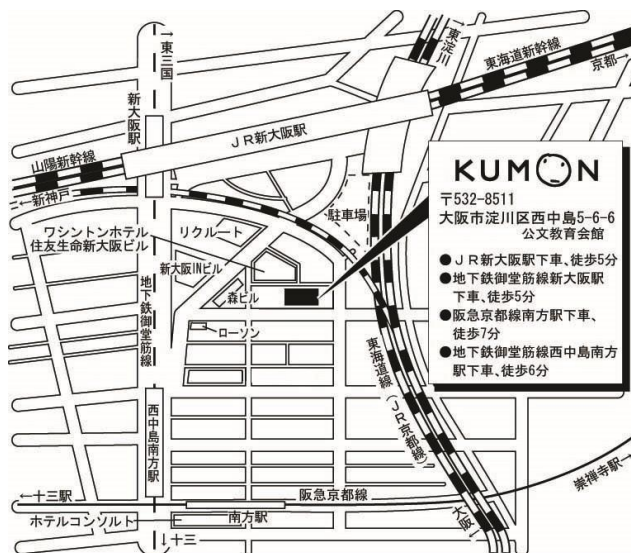 ↑東三国
新大阪駅
→東淀川
東海道新幹線
京都→
JR新大阪駅
山陽新幹線
←新神戸
ワシントンホテル
住友生命新大阪ビル
リクルート
駐車場
新大阪INビル
森ビル
ローソン
地下鉄御堂筋線
西中島南方駅
東海道線（JR京都線）
←十三駅
阪急京都線
崇禅寺駅→
ホテルコンソルト
南方駅
大阪↓
↓十三
KUMON
〒532-8511
大阪市淀川区西中島5-6-6
公文教育会館
●JR新大阪駅下車、徒歩5分
●地下鉄御堂筋線新大阪駅
下車、徒歩5分
●阪急京都線南方駅下車、
徒歩7分
●地下鉄御堂筋線西中島南方
駅下車、徒歩6分